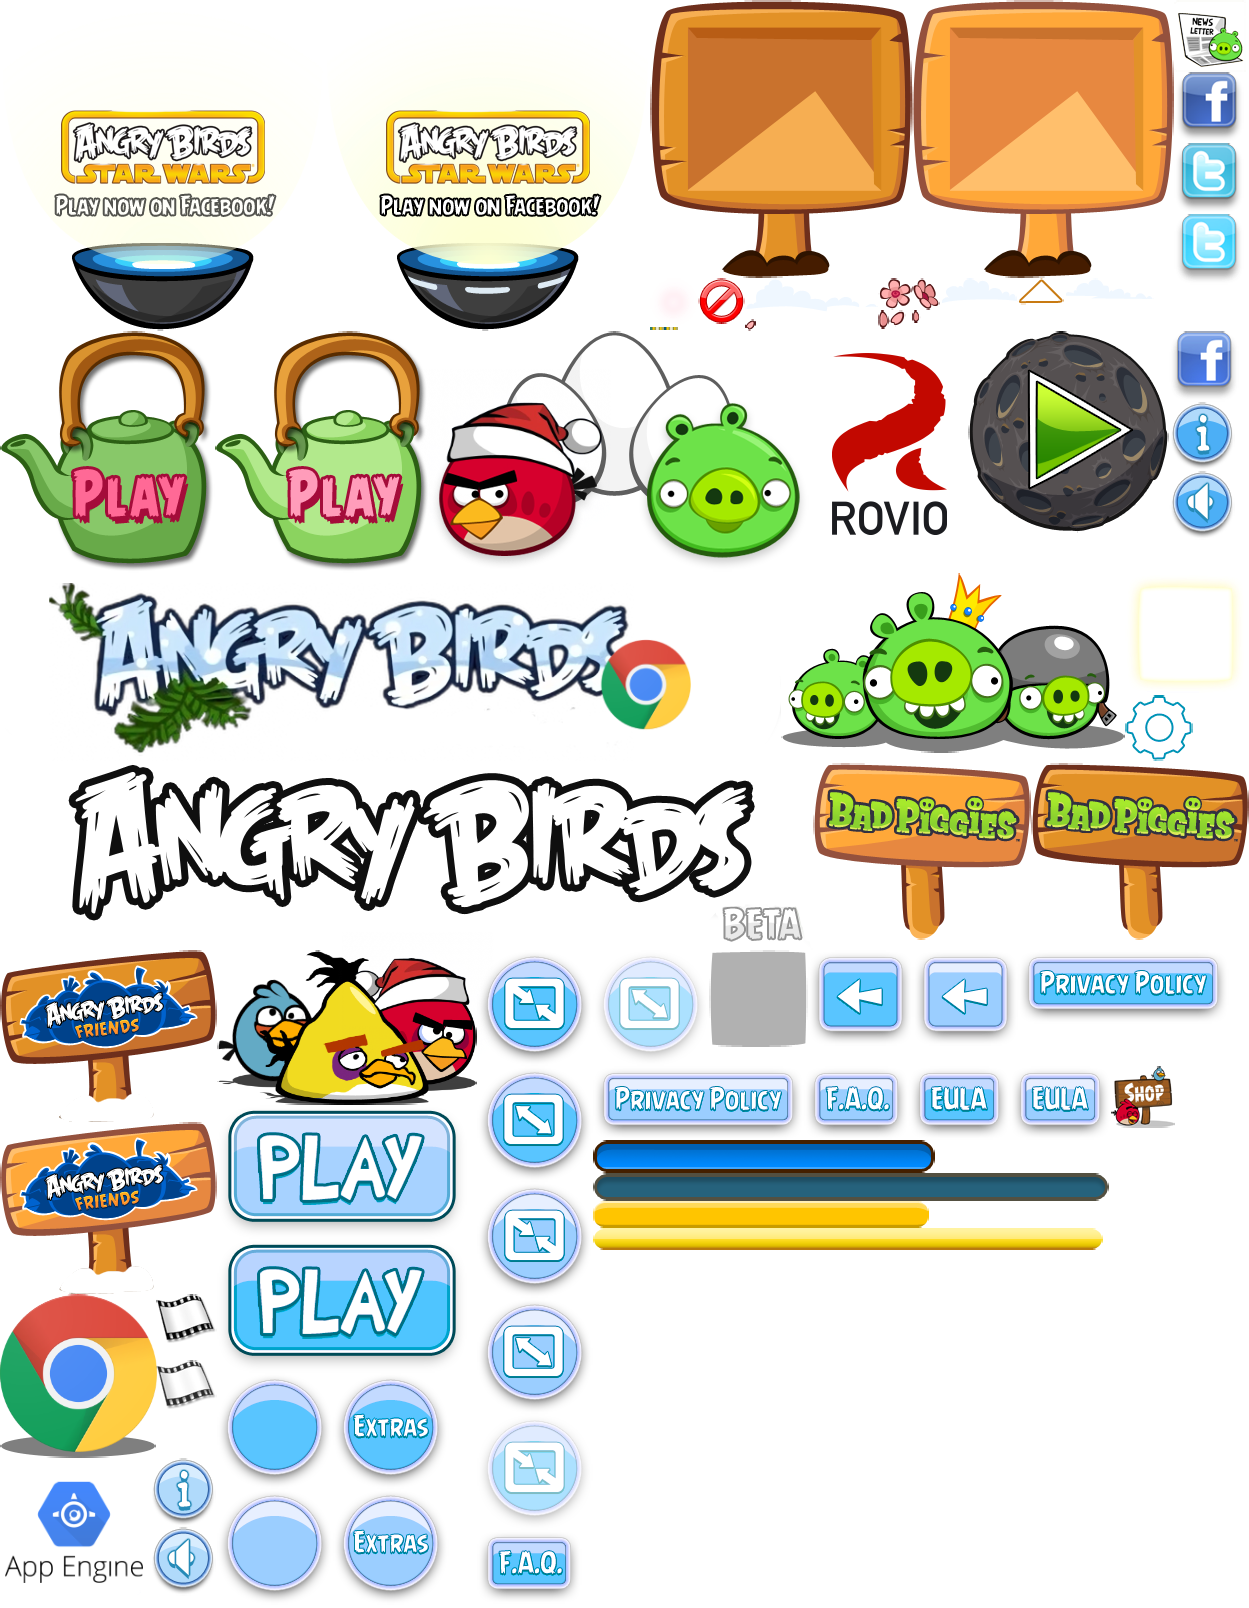 NEWS
LETTER
ANGRY BIRDS
STAR WARS
PLAY NOW ON FACEBOOK!
ANGRY BIRDS
STAR WARS
PLAY NOW ON FACEBOOK!
f
t
t
PLAY
PLAY
ROVIO
f
i
ANGRY BIRDS
ANGRY BIRDS
BETA
BAD PIGGIES
BAD PIGGIES
ANGRY BIRDS
FRIENDS
PRIVACY POLICY
PRIVACY POLICY
F.A.Q.
EULA
EULA
SHOP
ANGRY BIRDS
FRIENDS
PLAY
PLAY
EXTRAS
i
App Engine
EXTRAS
F.A.Q.